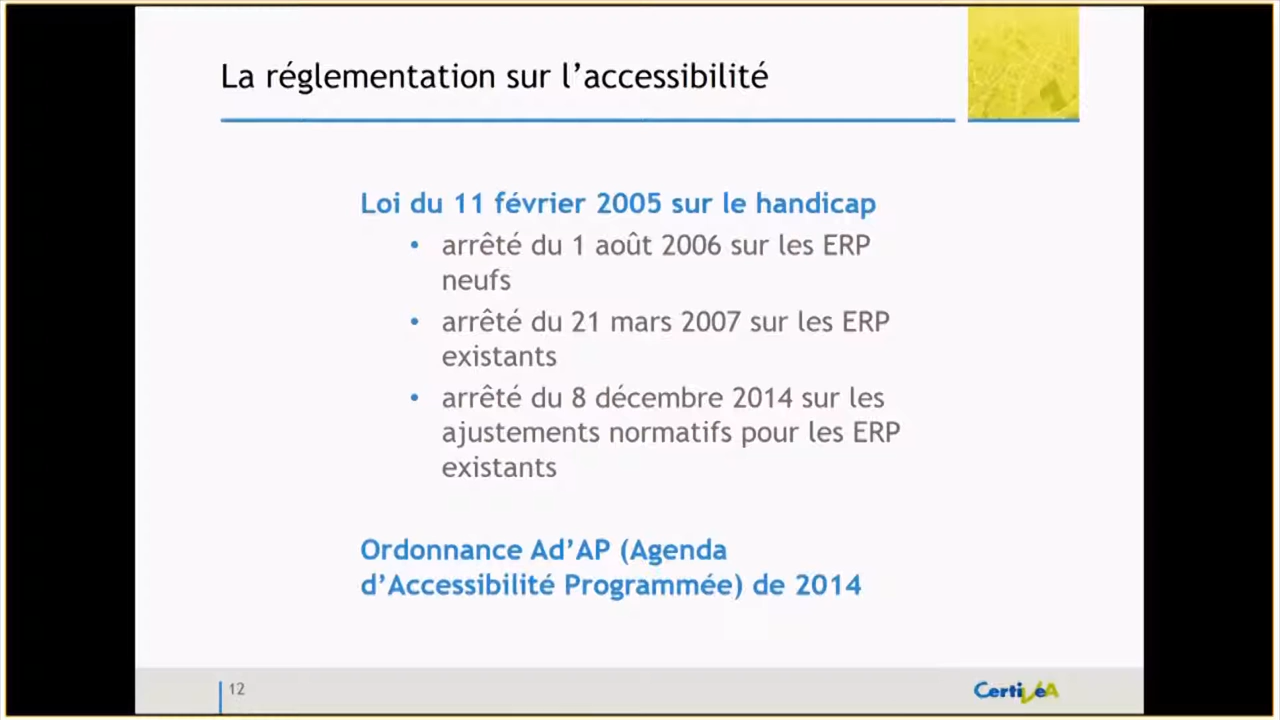 La réglementation sur l’accessibilité
Loi du 11 février 2005 sur le handicap
• arrêté du 1 août 2006 sur les ERP
neufs
• arrêté du 21 mars 2007 sur les ERP
existants
• arrêté du 8 décembre 2014 sur les
ajustements normatifs pour les ERP
existants
Ordonnance Ad’AP (Agenda
d’Accessibilité Programmée) de 2014
12
CertiVéA